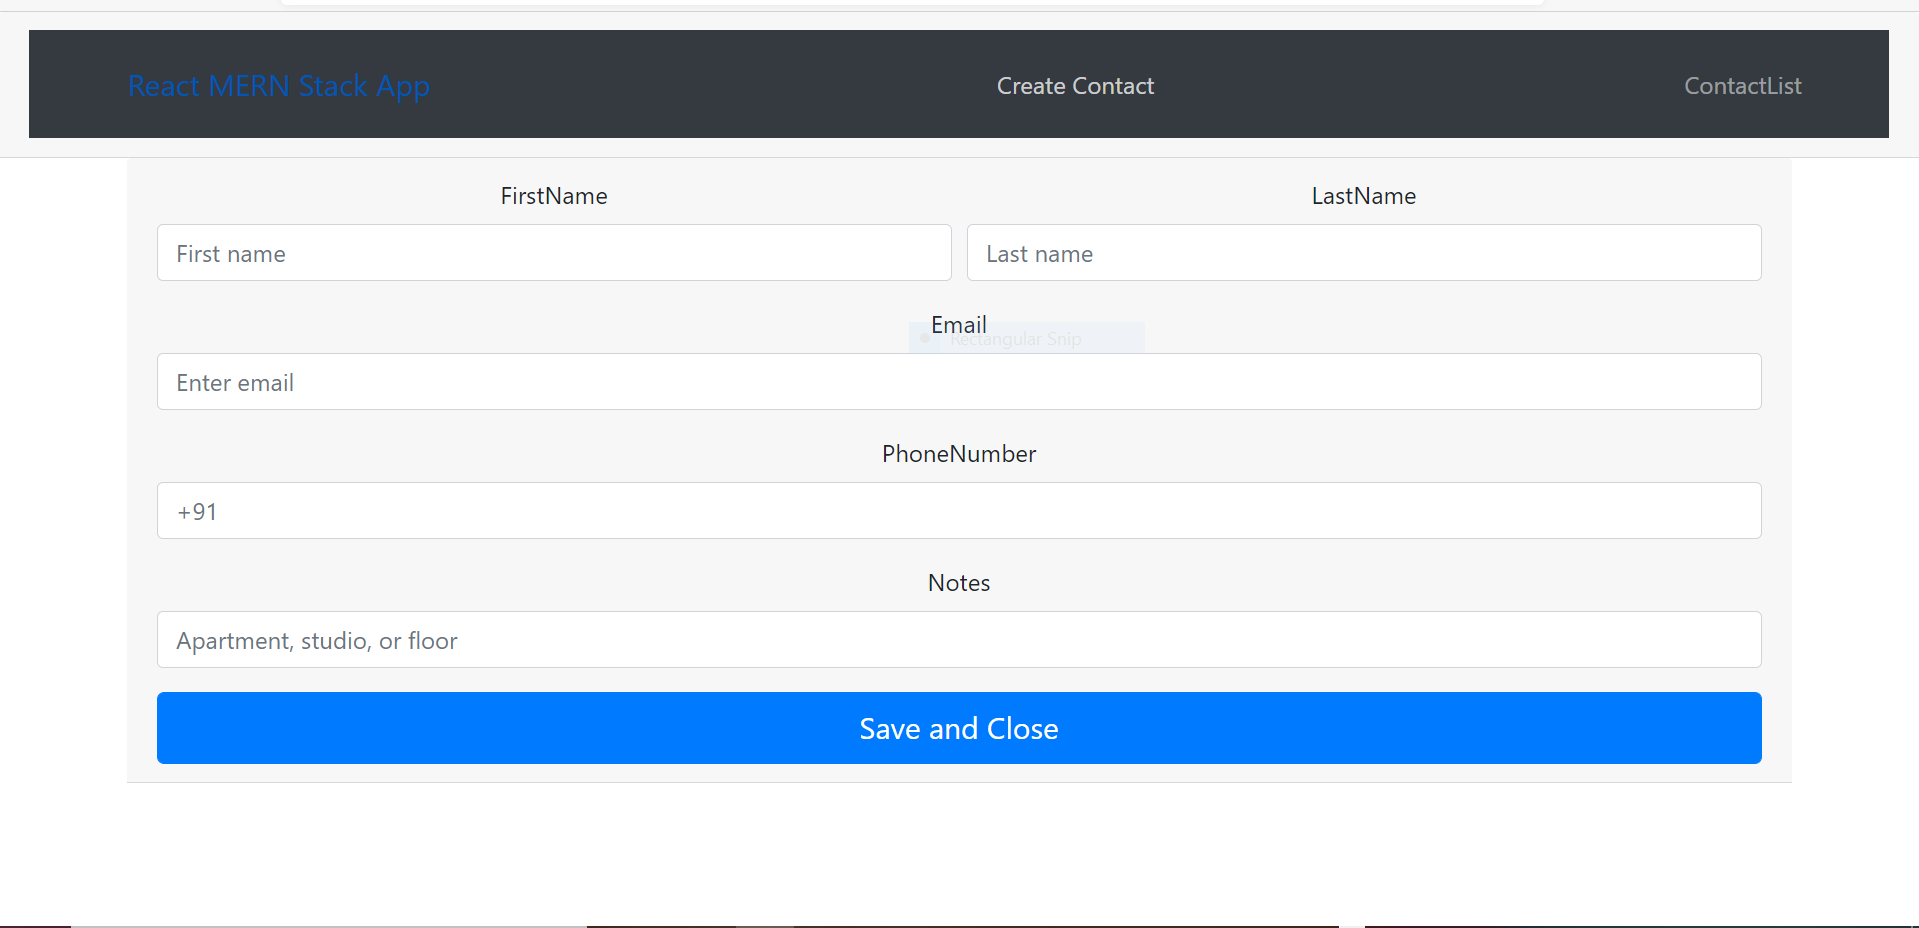 React MERN Stack App Create Contact ContactList
FirstName LastName
First name Last name
Email
Rectangular Snip
Enter email
PhoneNumber
+91
Notes
Apartment, studio, or floor
Save and Close